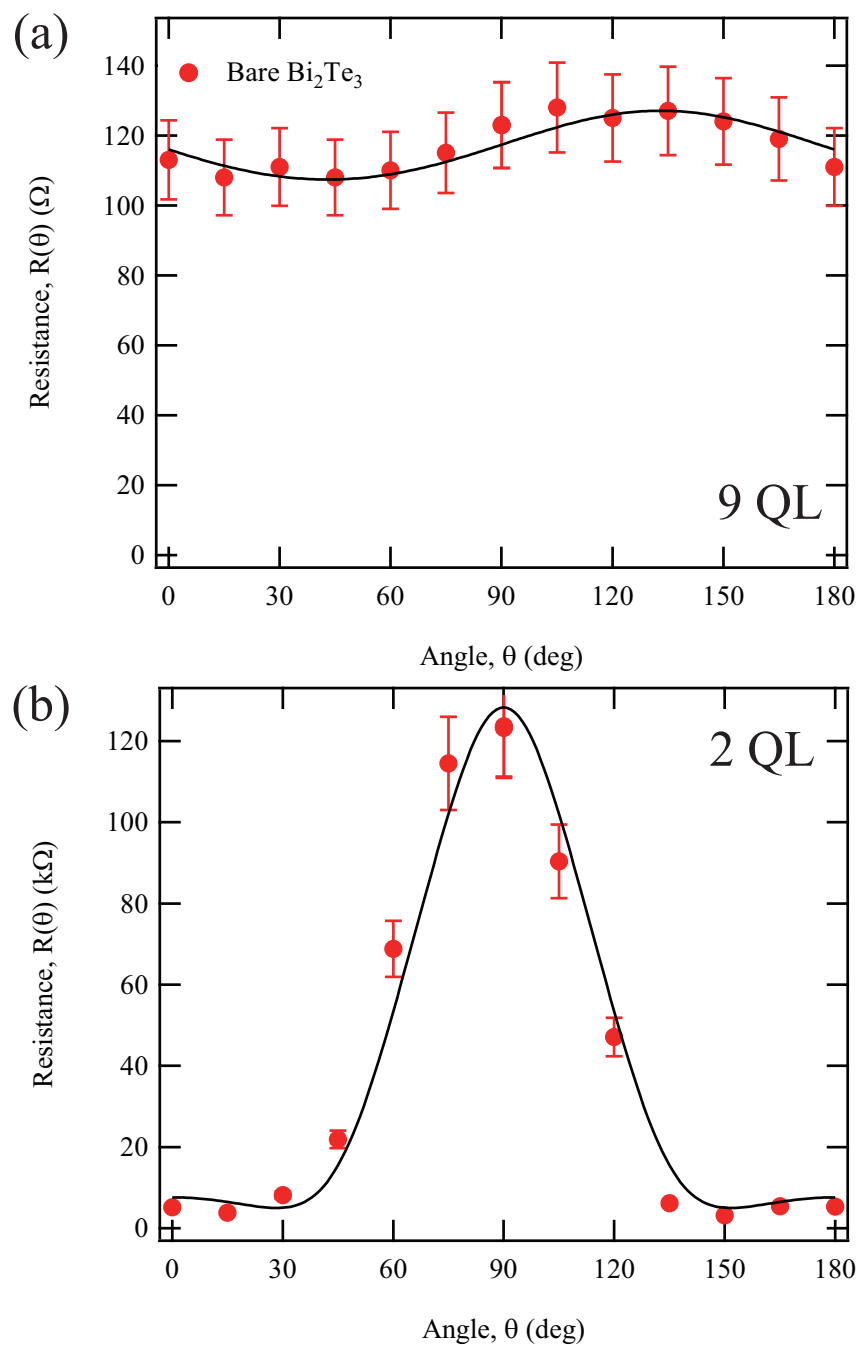 (a)
140
120
100
80
60
40
20
0
Resistance, R(θ) (Ω)
Bare Bi₂Te₃
9 QL
0 30 60 90 120 150 180
Angle, θ (deg)
(b)
120
100
80
60
40
20
0
Resistance, R(θ) (kΩ)
2 QL
0 30 60 90 120 150 180
Angle, θ (deg)